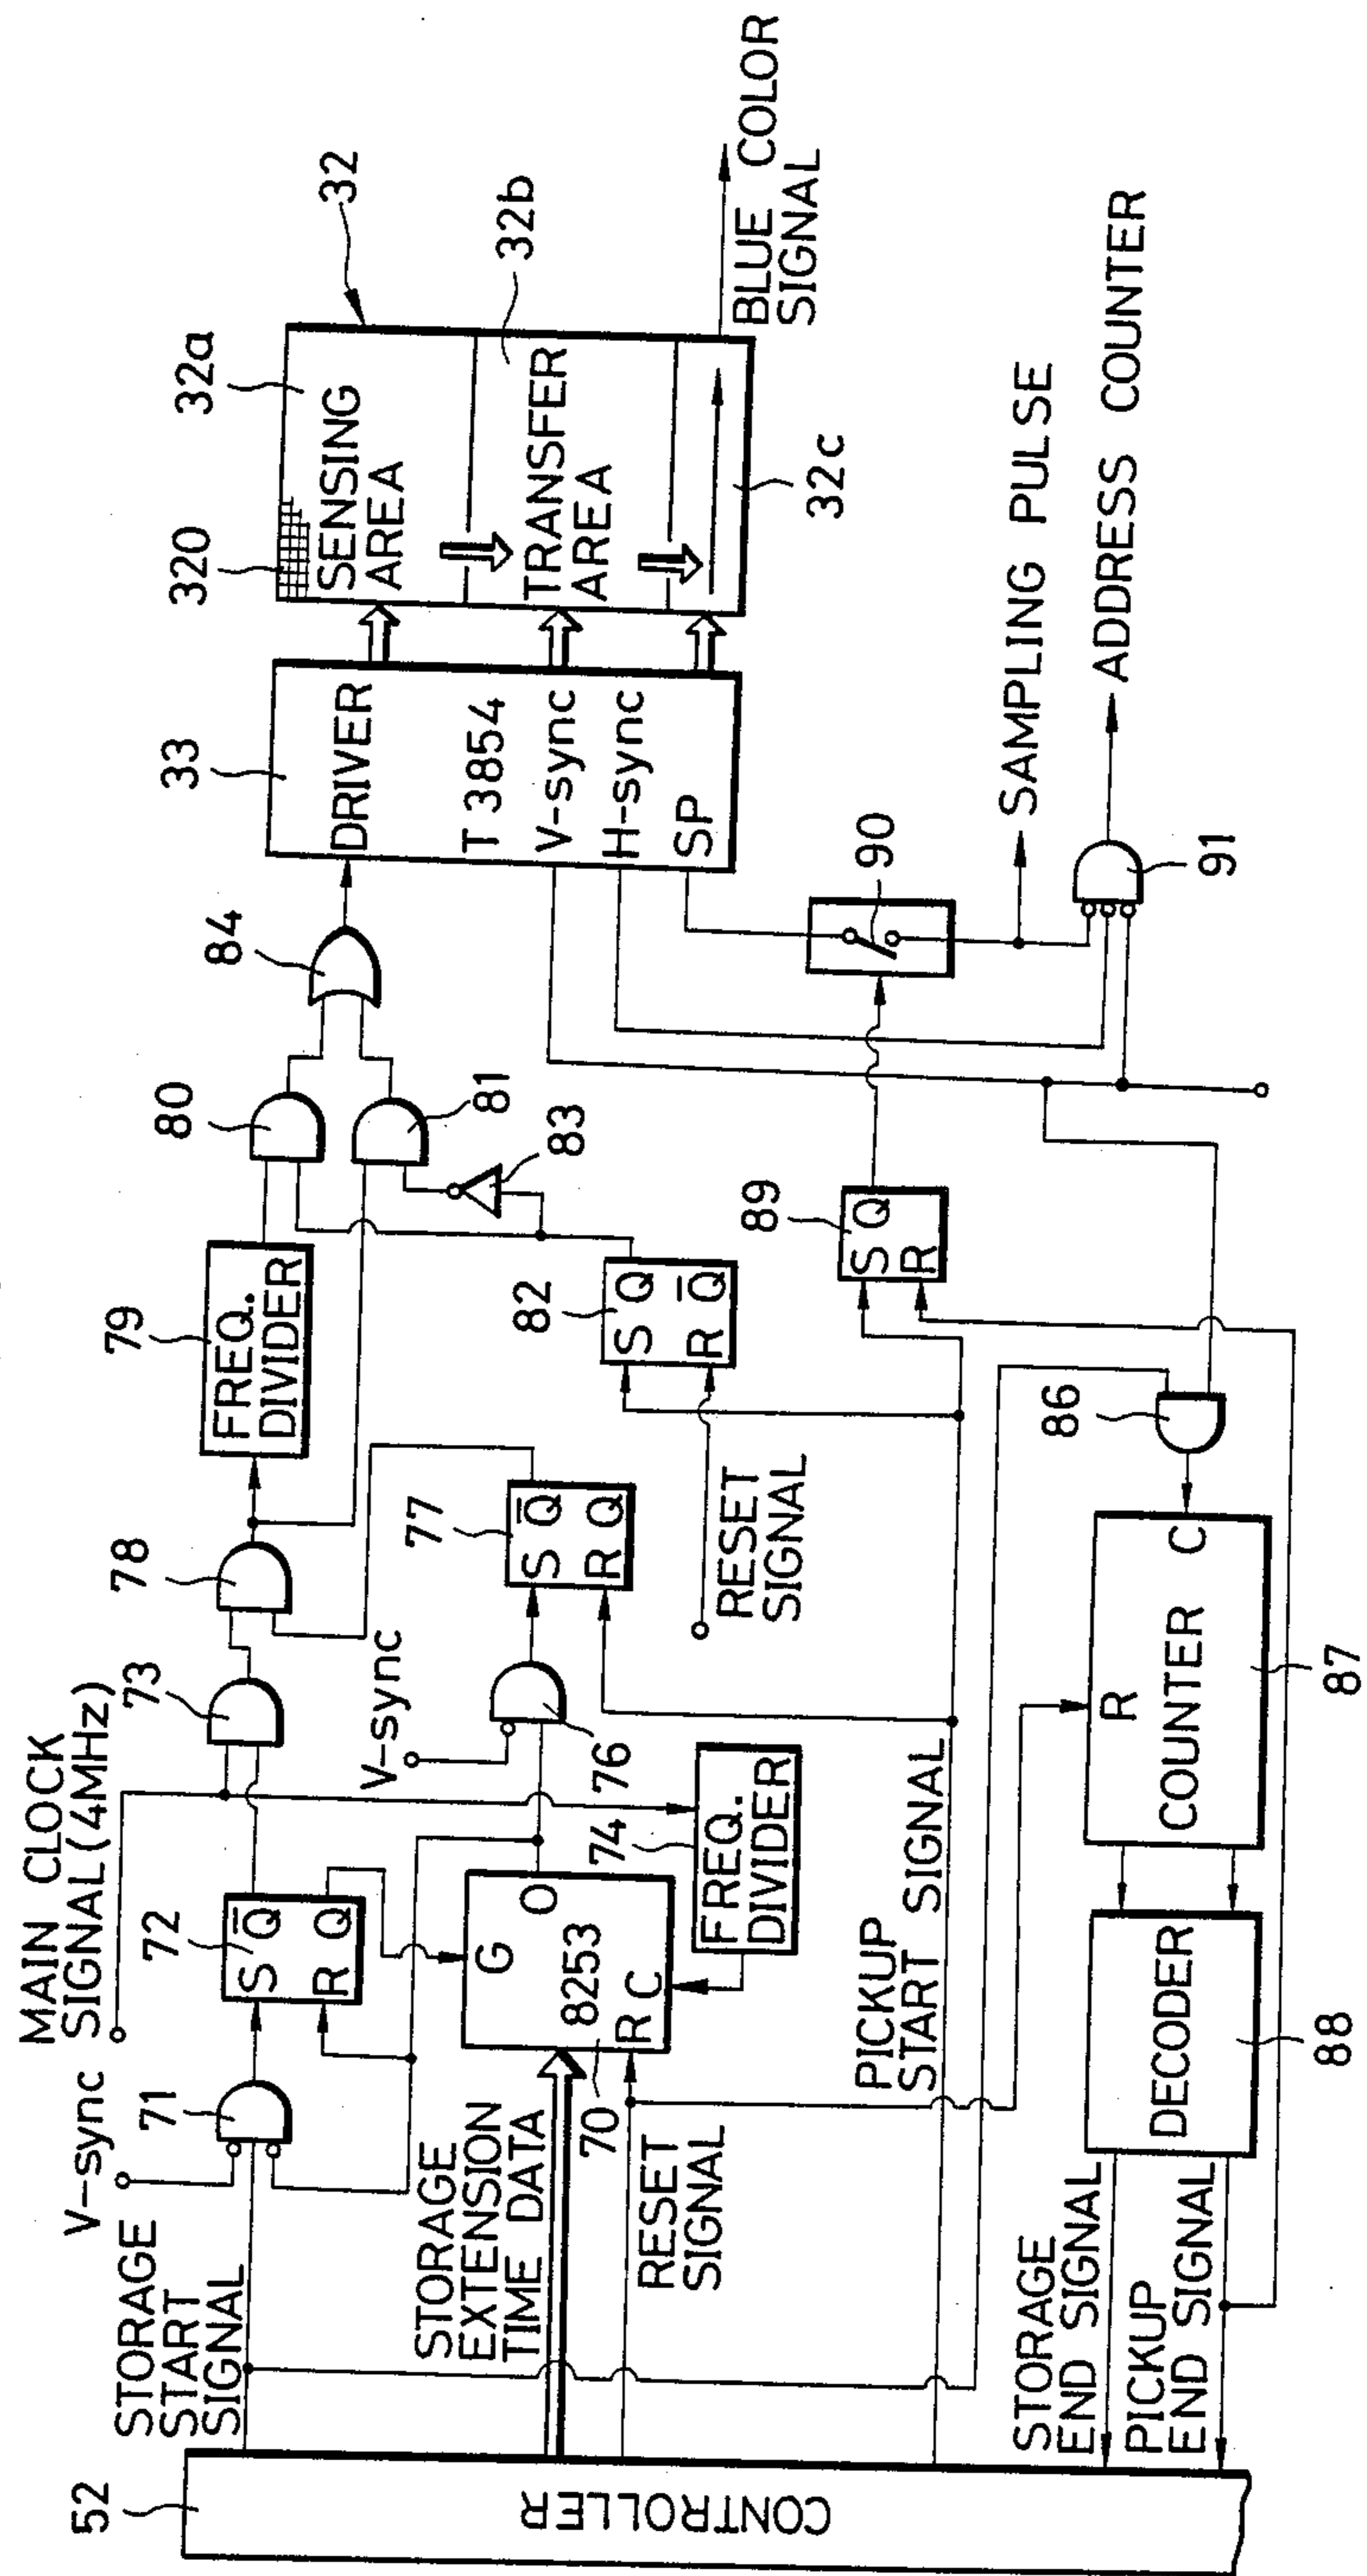 52
CONTROLLER
STORAGE
START
SIGNAL
V-sync
71
MAIN CLOCK
SIGNAL (4MHz)
72
S Q̅
R Q
73
78
79
FREQ.
DIVIDER
80
81
83
84
33
DRIVER
T 3854
V-sync
H-sync
SP
320
32a
32
32b
SENSING
AREA
TRANSFER
AREA
32c
BLUE COLOR
SIGNAL
STORAGE
EXTENSION
TIME DATA
70
G
O
8253
R C
RESET
SIGNAL
V-sync
76
74
FREQ.
DIVIDER
77
S Q̅
R Q
82
S Q
R Q̅
RESET
SIGNAL
PICKUP
START SIGNAL
89
S Q
R
90
SAMPLING PULSE
91
ADDRESS COUNTER
86
R
C
COUNTER
87
DECODER
88
STORAGE
END SIGNAL
PICKUP
END SIGNAL